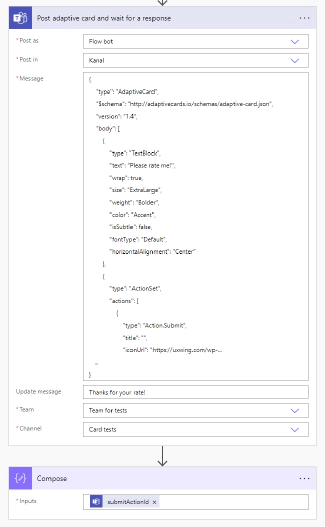 Post adaptive card and wait for a response
* Post as
Flow bot
* Post in
Kanal
* Message
{
"type": "AdaptiveCard",
"$schema": "http://adaptivecards.io/schemas/adaptive-card.json",
"version": "1.4",
"body": [
{
"type": "TextBlock",
"text": "Please rate me!",
"wrap": true,
"size": "ExtraLarge",
"weight": "Bolder",
"color": "Accent",
"isSubtle": false,
"fontType": "Default",
"horizontalAlignment": "Center"
},
{
"type": "ActionSet",
"actions": [
{
"type": "Action.Submit",
"title": "",
"iconUrl": "https://uxwing.com/wp-...
...
}
Update message
Thanks for your rate!
* Team
Team for tests
* Channel
Card tests
Compose
* Inputs
submitActionId ×